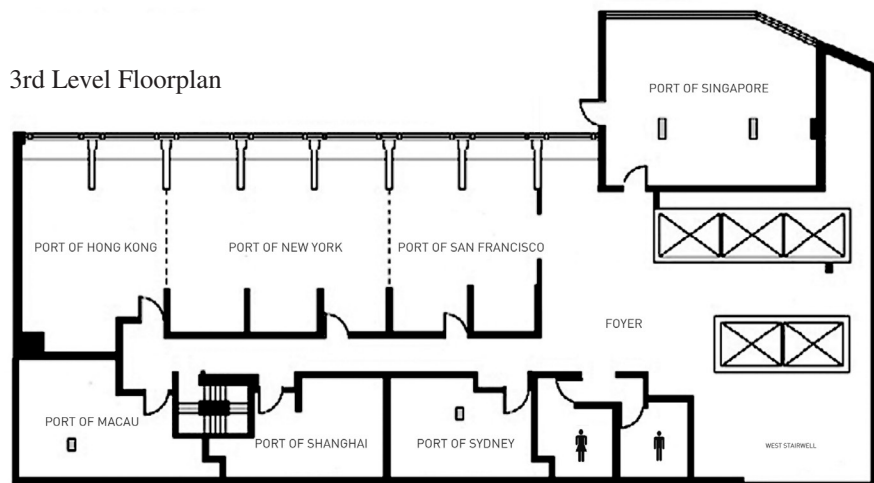 3rd Level Floorplan
PORT OF SINGAPORE
PORT OF HONG KONG
PORT OF NEW YORK
PORT OF SAN FRANCISCO
FOYER
PORT OF MACAU
PORT OF SHANGHAI
PORT OF SYDNEY
WEST STAIRWELL